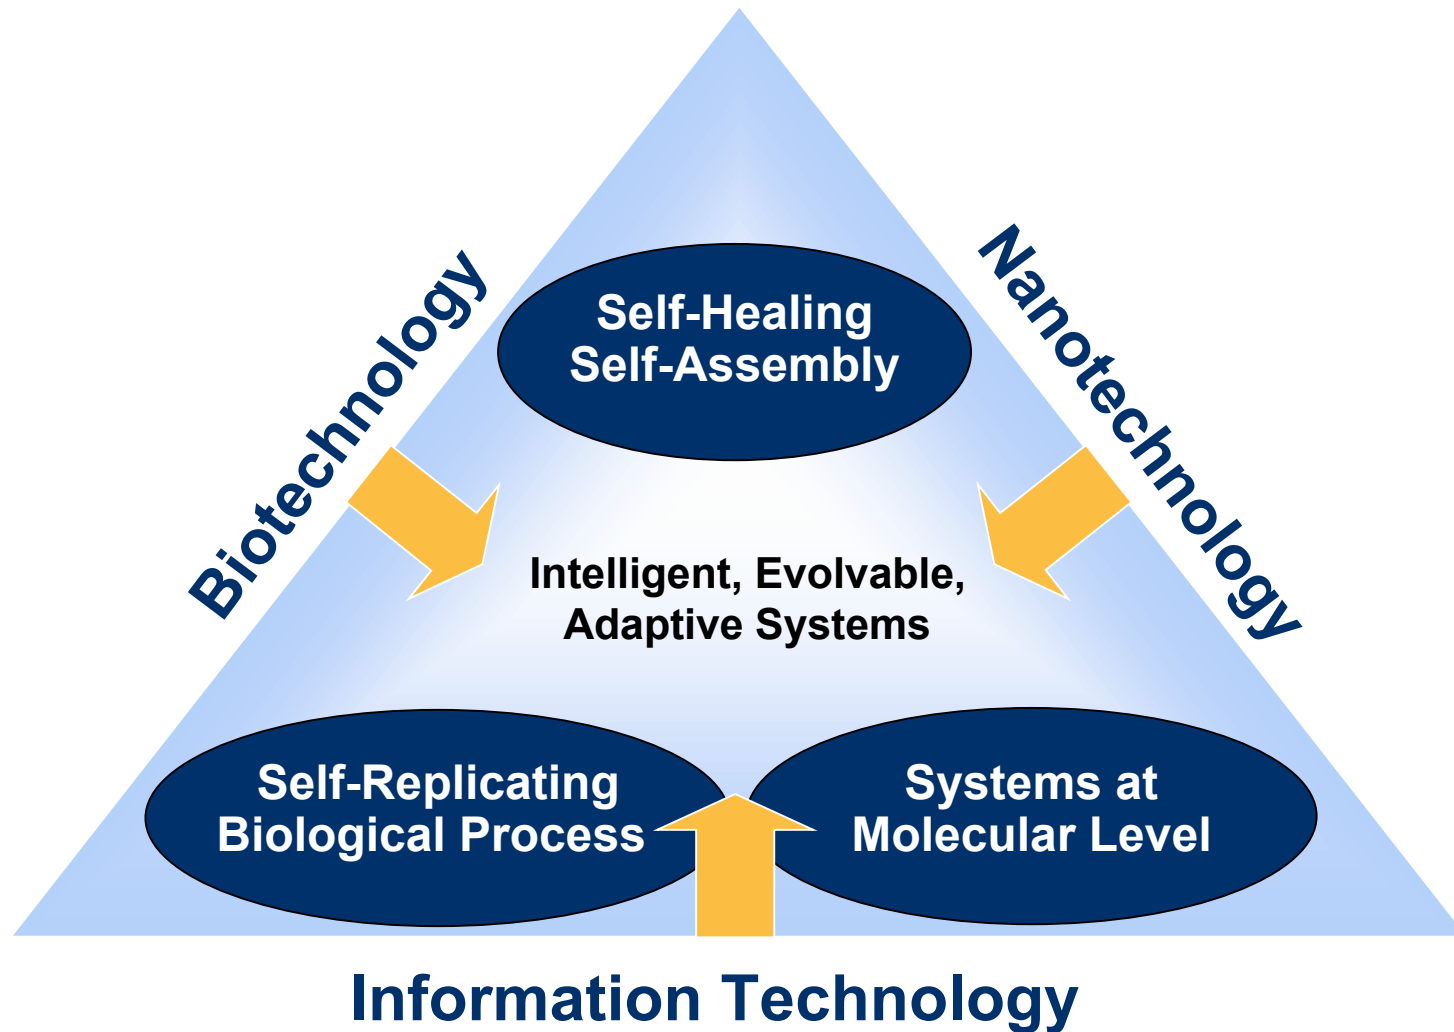 Biotechnology
Nanotechnology
Self-Healing
Self-Assembly
Intelligent, Evolvable,
Adaptive Systems
Self-Replicating
Biological Process
Systems at
Molecular Level
Information Technology